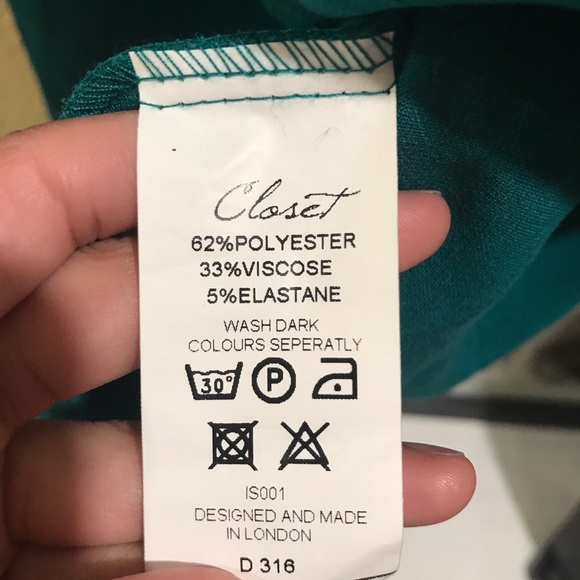 Closet
62%POLYESTER
33%VISCOSE
5%ELASTANE
WASH DARK
COLOURS SEPERATLY
30°
P
IS001
DESIGNED AND MADE
IN LONDON
D 316